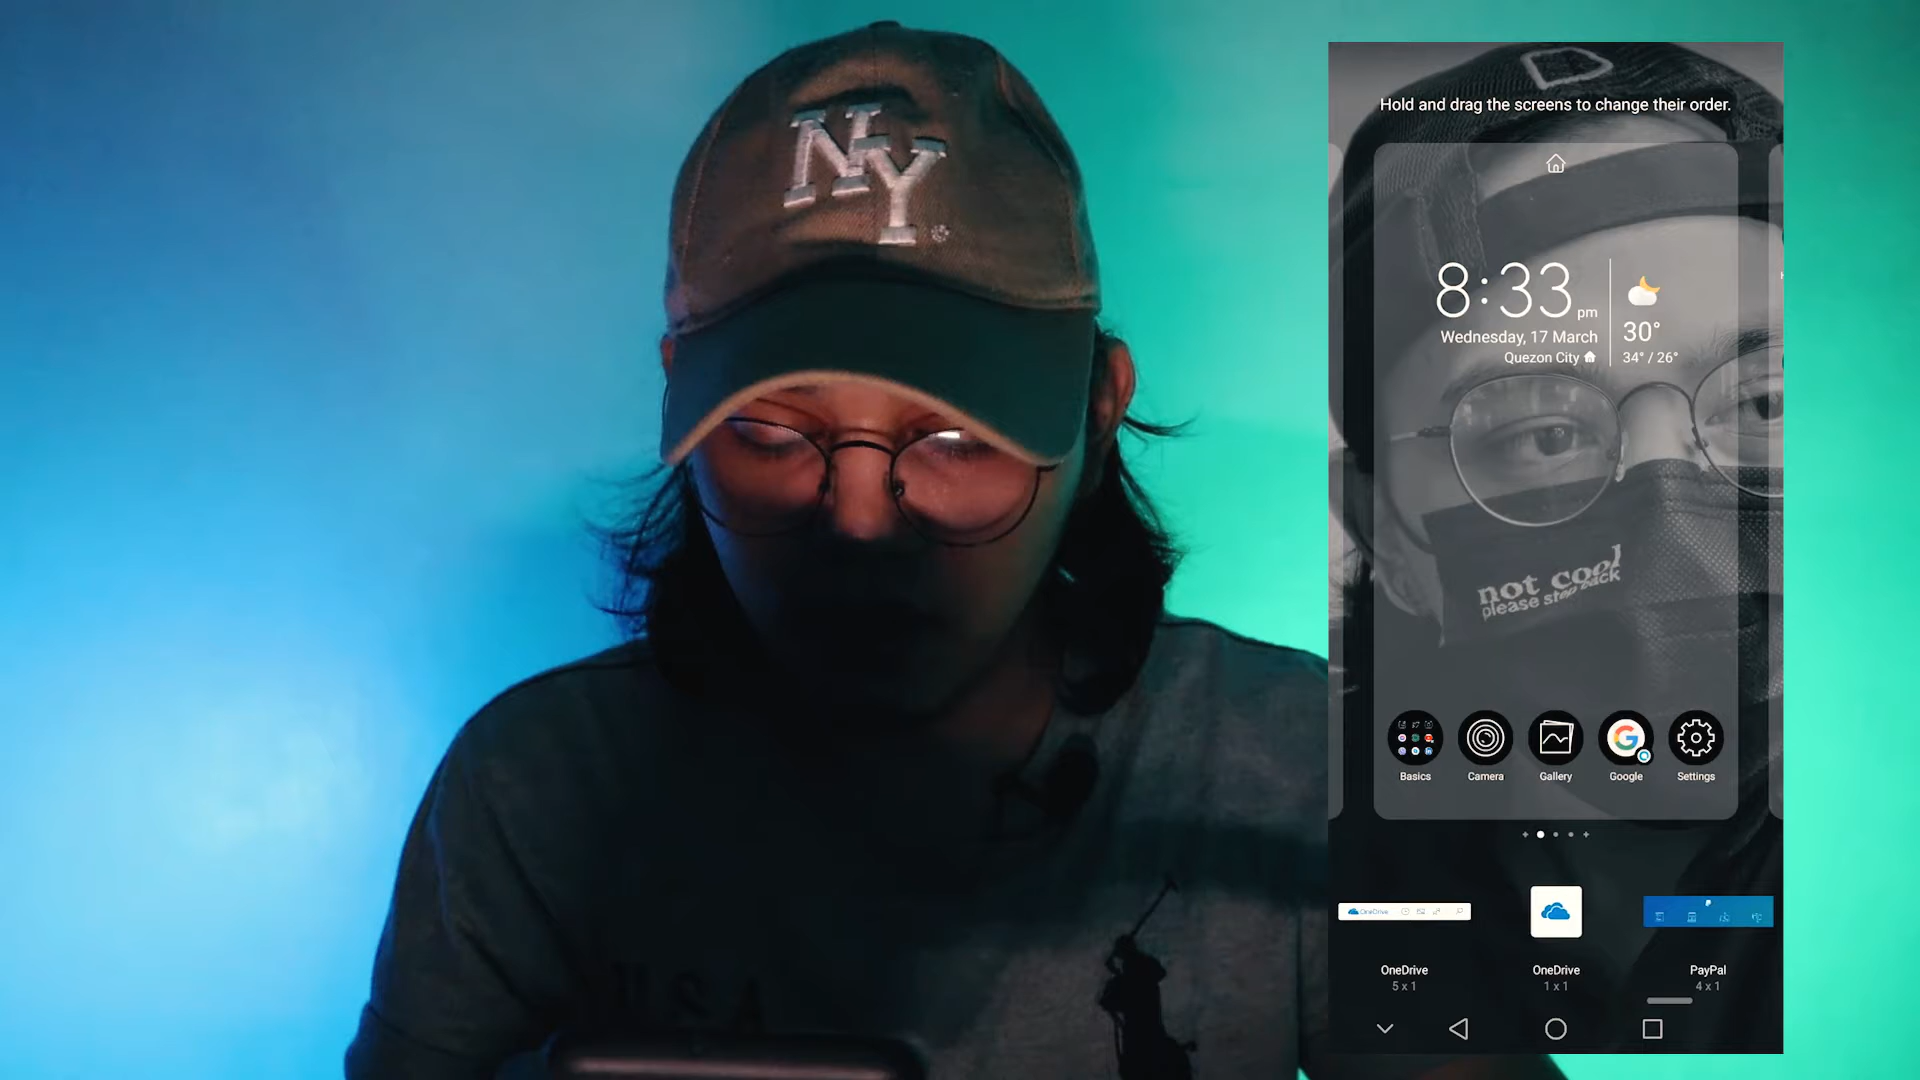 NY
USA
Hold and drag the screens to change their order.
8:33 pm
Wednesday, 17 March
Quezon City
30°
34° / 26°
not cool
please step back
Basics
Camera
Gallery
Google
Settings
OneDrive
OneDrive
5 x 1
OneDrive
1 x 1
PayPal
4 x 1